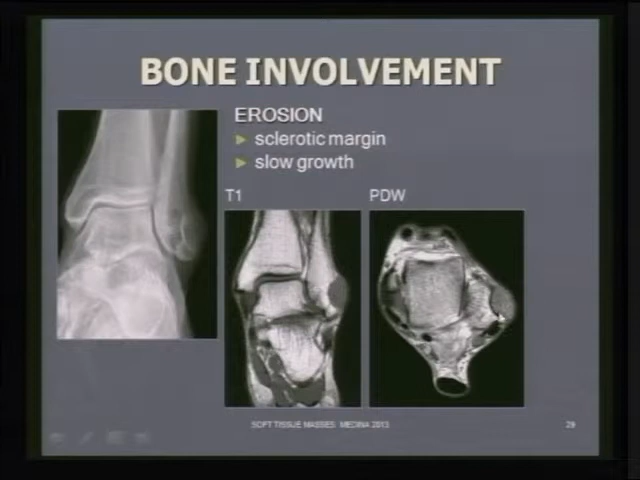 BONE INVOLVEMENT
EROSION
sclerotic margin
slow growth
T1
PDW
SOFT TISSUE MASSES MEDINA 2013
29